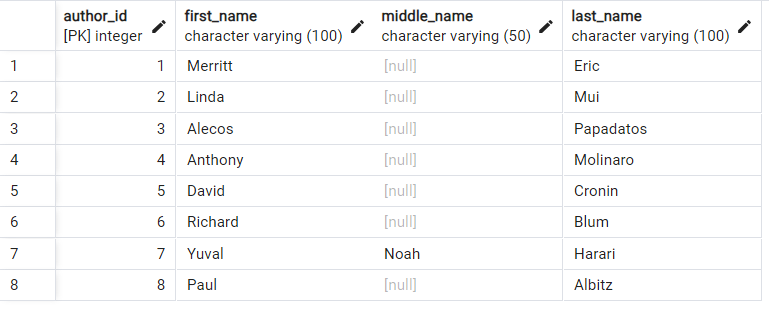 author_id first_name middle_name last_name
[PK] integer character varying (100) character varying (50) character varying (100)
1 1 Merritt [null] Eric
2 2 Linda [null] Mui
3 3 Alecos [null] Papadatos
4 4 Anthony [null] Molinaro
5 5 David [null] Cronin
6 6 Richard [null] Blum
7 7 Yuval Noah Harari
8 8 Paul [null] Albitz